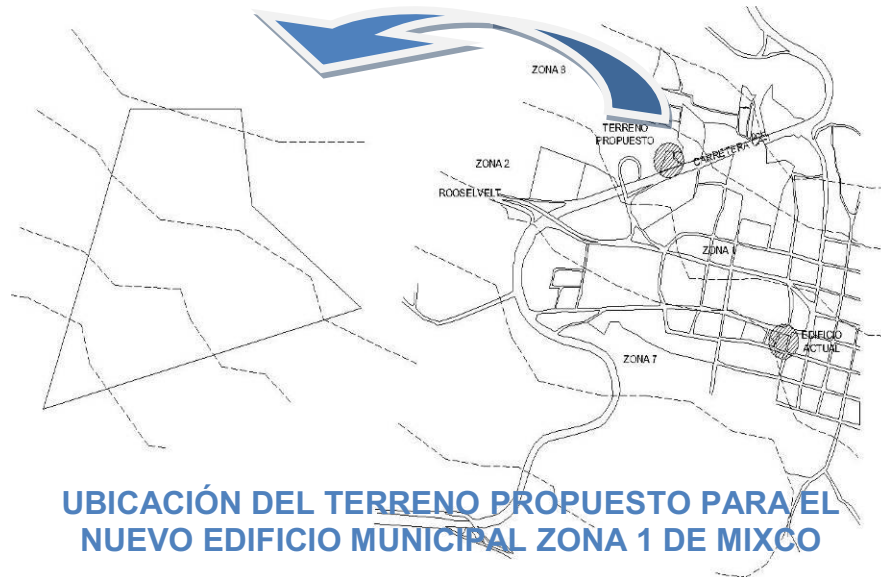 ZONA 8
TERRENO
PROPUESTO
CARRETERA
ZONA 2
ROOSELVELT
ZONA 1
EDIFICIO
ACTUAL
ZONA 7
UBICACIÓN DEL TERRENO PROPUESTO PARA EL
NUEVO EDIFICIO MUNICIPAL ZONA 1 DE MIXCO